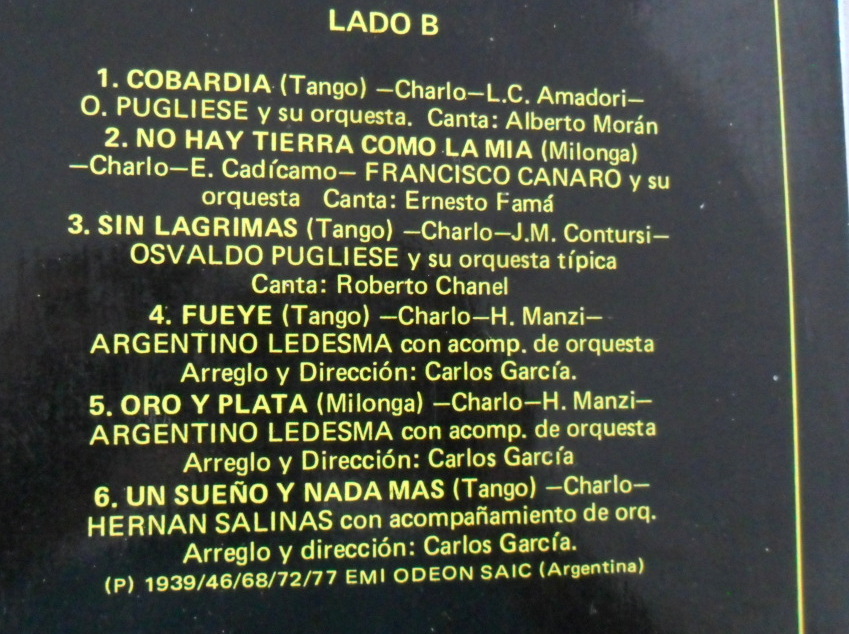 LADO B
1. COBARDIA (Tango) —Charlo—L.C. Amadori—
O. PUGLIESE y su orquesta. Canta: Alberto Morán
2. NO HAY TIERRA COMO LA MIA (Milonga)
—Charlo—E. Cadícamo— FRANCISCO CANARO y su
orquesta Canta: Ernesto Famá
3. SIN LAGRIMAS (Tango) —Charlo—J.M. Contursi—
OSVALDO PUGLIESE y su orquesta típica
Canta: Roberto Chanel
4. FUEYE (Tango) —Charlo—H. Manzi—
ARGENTINO LEDESMA con acomp. de orquesta
Arreglo y Dirección: Carlos García.
5. ORO Y PLATA (Milonga) —Charlo—H. Manzi—
ARGENTINO LEDESMA con acomp. de orquesta
Arreglo y Dirección: Carlos García
6. UN SUEÑO Y NADA MAS (Tango) —Charlo—
HERNAN SALINAS con acompañamiento de orq.
Arreglo y dirección: Carlos García.
(P) 1939/46/68/72/77 EMI ODEON SAIC (Argentina)